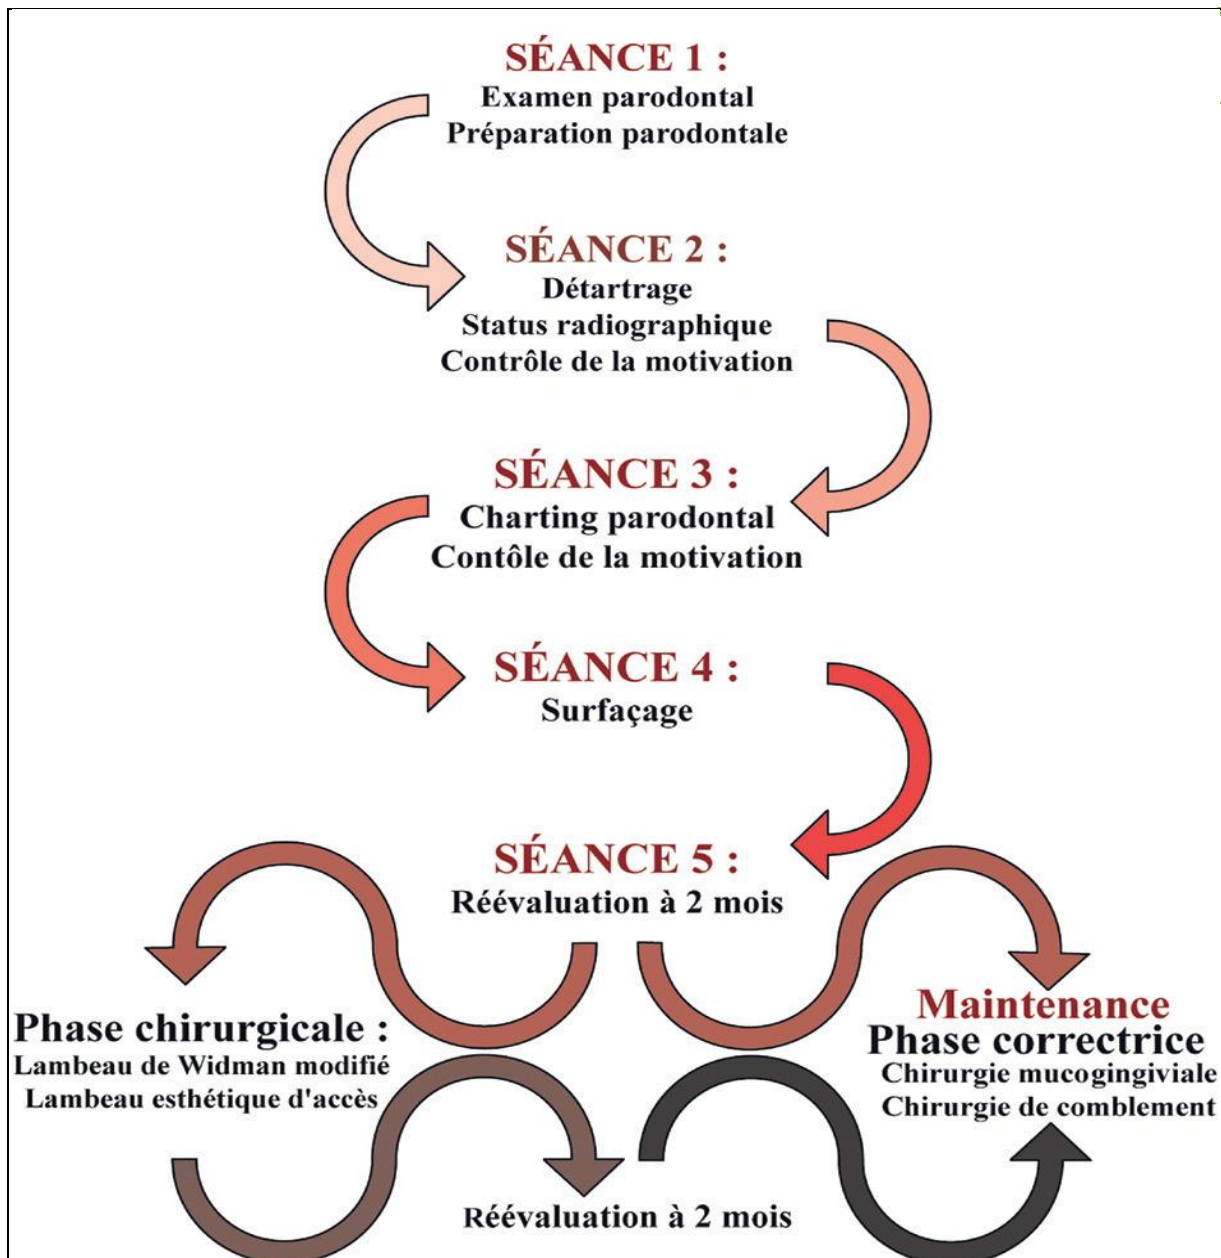 SÉANCE 1 :
Examen parodontal
Préparation parodontale
SÉANCE 2 :
Détartrage
Status radiographique
Contrôle de la motivation
SÉANCE 3 :
Charting parodontal
Contôle de la motivation
SÉANCE 4 :
Surfaçage
SÉANCE 5 :
Réévaluation à 2 mois
Phase chirurgicale :
Lambeau de Widman modifié
Lambeau esthétique d'accès
Maintenance
Phase correctrice
Chirurgie mucogingiviale
Chirurgie de comblement
Réévaluation à 2 mois